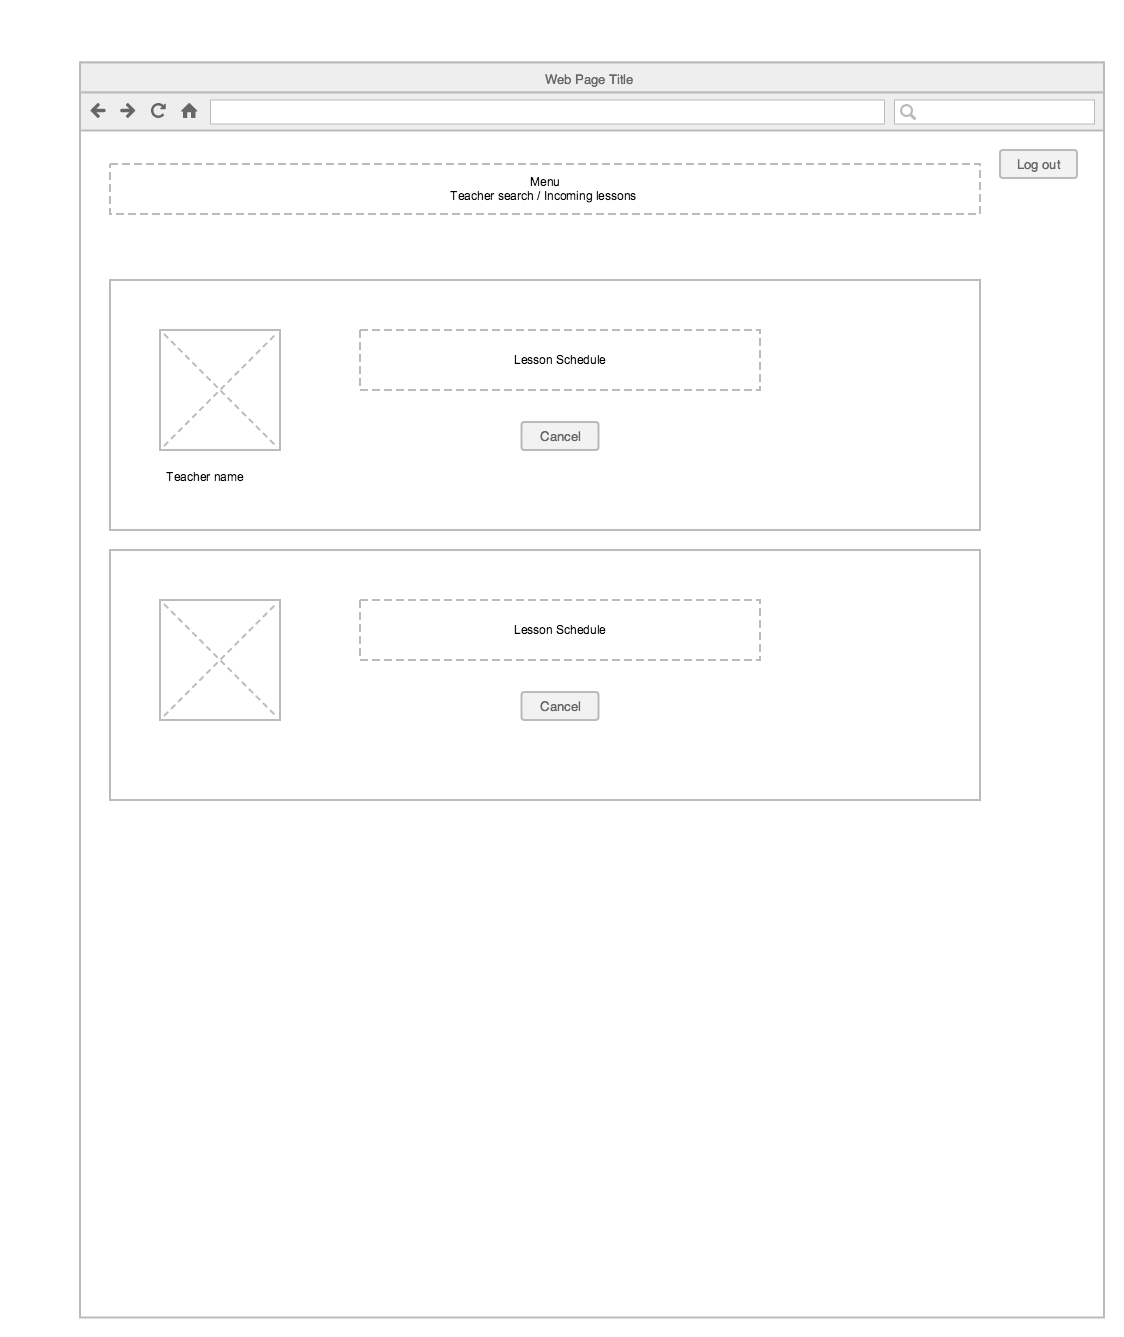 Web Page Title
Log out
Menu
Teacher search / Incoming lessons
Lesson Schedule
Cancel
Teacher name
Lesson Schedule
Cancel